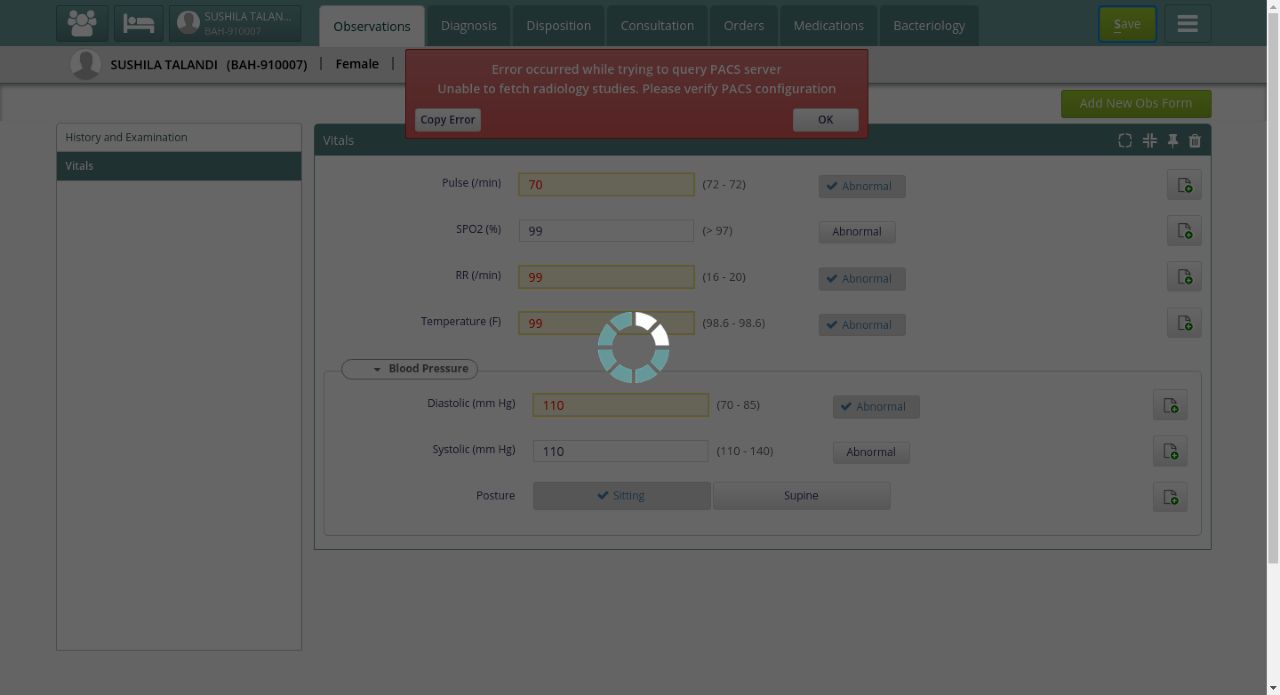 SUSHILA TALAN...
BAH-910007
Observations
Diagnosis
Disposition
Consultation
Orders
Medications
Bacteriology
Save
SUSHILA TALANDI (BAH-910007) | Female |
Error occurred while trying to query PACS server
Unable to fetch radiology studies. Please verify PACS configuration
Copy Error
OK
Add New Obs Form
History and Examination
Vitals
Vitals
Pulse (/min) 70 (72 - 72) Abnormal
SPO2 (%) 99 (> 97) Abnormal
RR (/min) 99 (16 - 20) Abnormal
Temperature (F) 99 (98.6 - 98.6) Abnormal
Blood Pressure
Diastolic (mm Hg) 110 (70 - 85) Abnormal
Systolic (mm Hg) 110 (110 - 140) Abnormal
Posture Sitting Supine